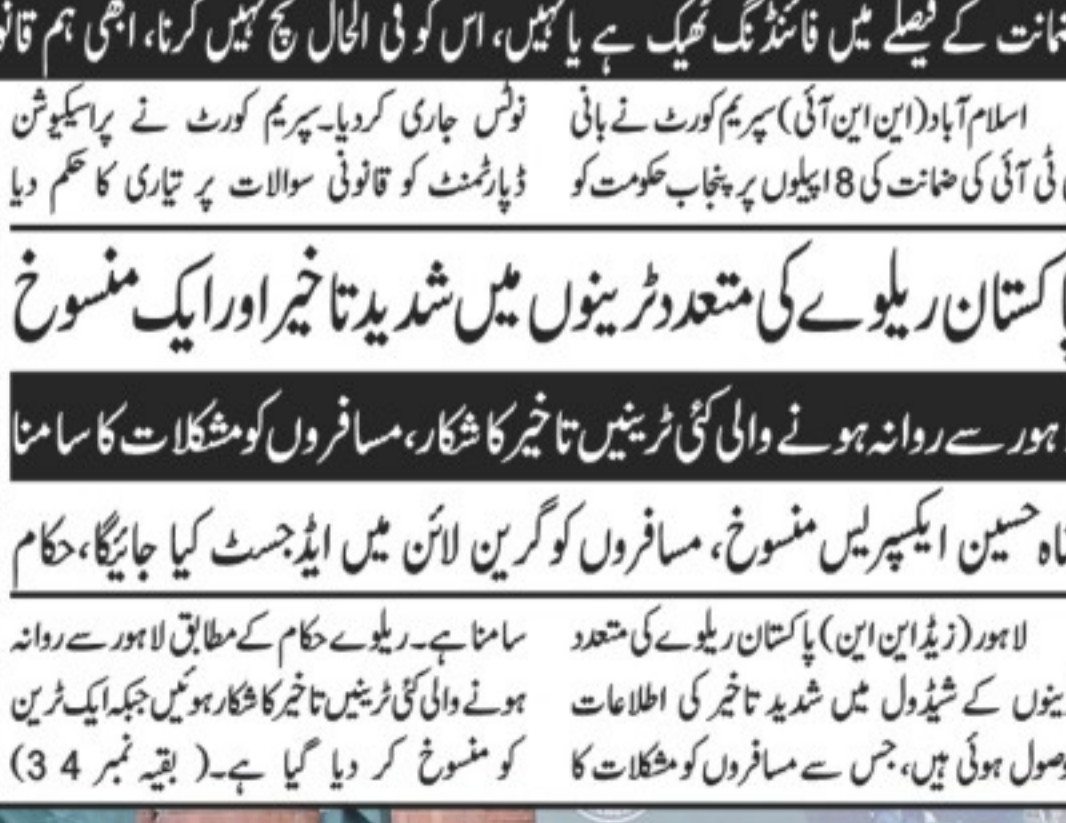 ضمانت کے فیصلے میں فائنڈنگ ٹھیک ہے یا نہیں، اس کو فی الحال ٹچ نہیں کرنا، ابھی ہم
اسلام آباد (این این آئی) سپریم کورٹ نے بانی
ٹی آئی کی ضمانت کی 8 اپیلوں پر پنجاب حکومت کو
نوٹس جاری کردیا۔ سپریم کورٹ نے پراسیکیوشن
ڈپارٹمنٹ کو قانونی سوالات پر تیاری کا حکم دیا
پاکستان ریلوے کی متعدد ٹرینوں میں شدید تاخیر اور ایک منسوخ
ہور سے روانہ ہونے والی کئی ٹرینیں تاخیر کا شکار، مسافروں کو مشکلات کا سامنا
حسین ایکسپریس منسوخ، مسافروں کو گرین لائن میں ایڈجسٹ کیا جائیگا، حکام
لاہور (زیڈ این این) پاکستان ریلوے کی متعدد
ینوں کے شیڈول میں شدید تاخیر کی اطلاعات
وصول ہوئی ہیں، جس سے مسافروں کو مشکلات کا
سامنا ہے۔ ریلوے حکام کے مطابق لاہور سے روانہ
ہونے والی کئی ٹرینیں تاخیر کا شکار ہوئیں جبکہ ایک ٹرین
کو منسوخ کر دیا گیا ہے۔ (بقیہ نمبر 34)